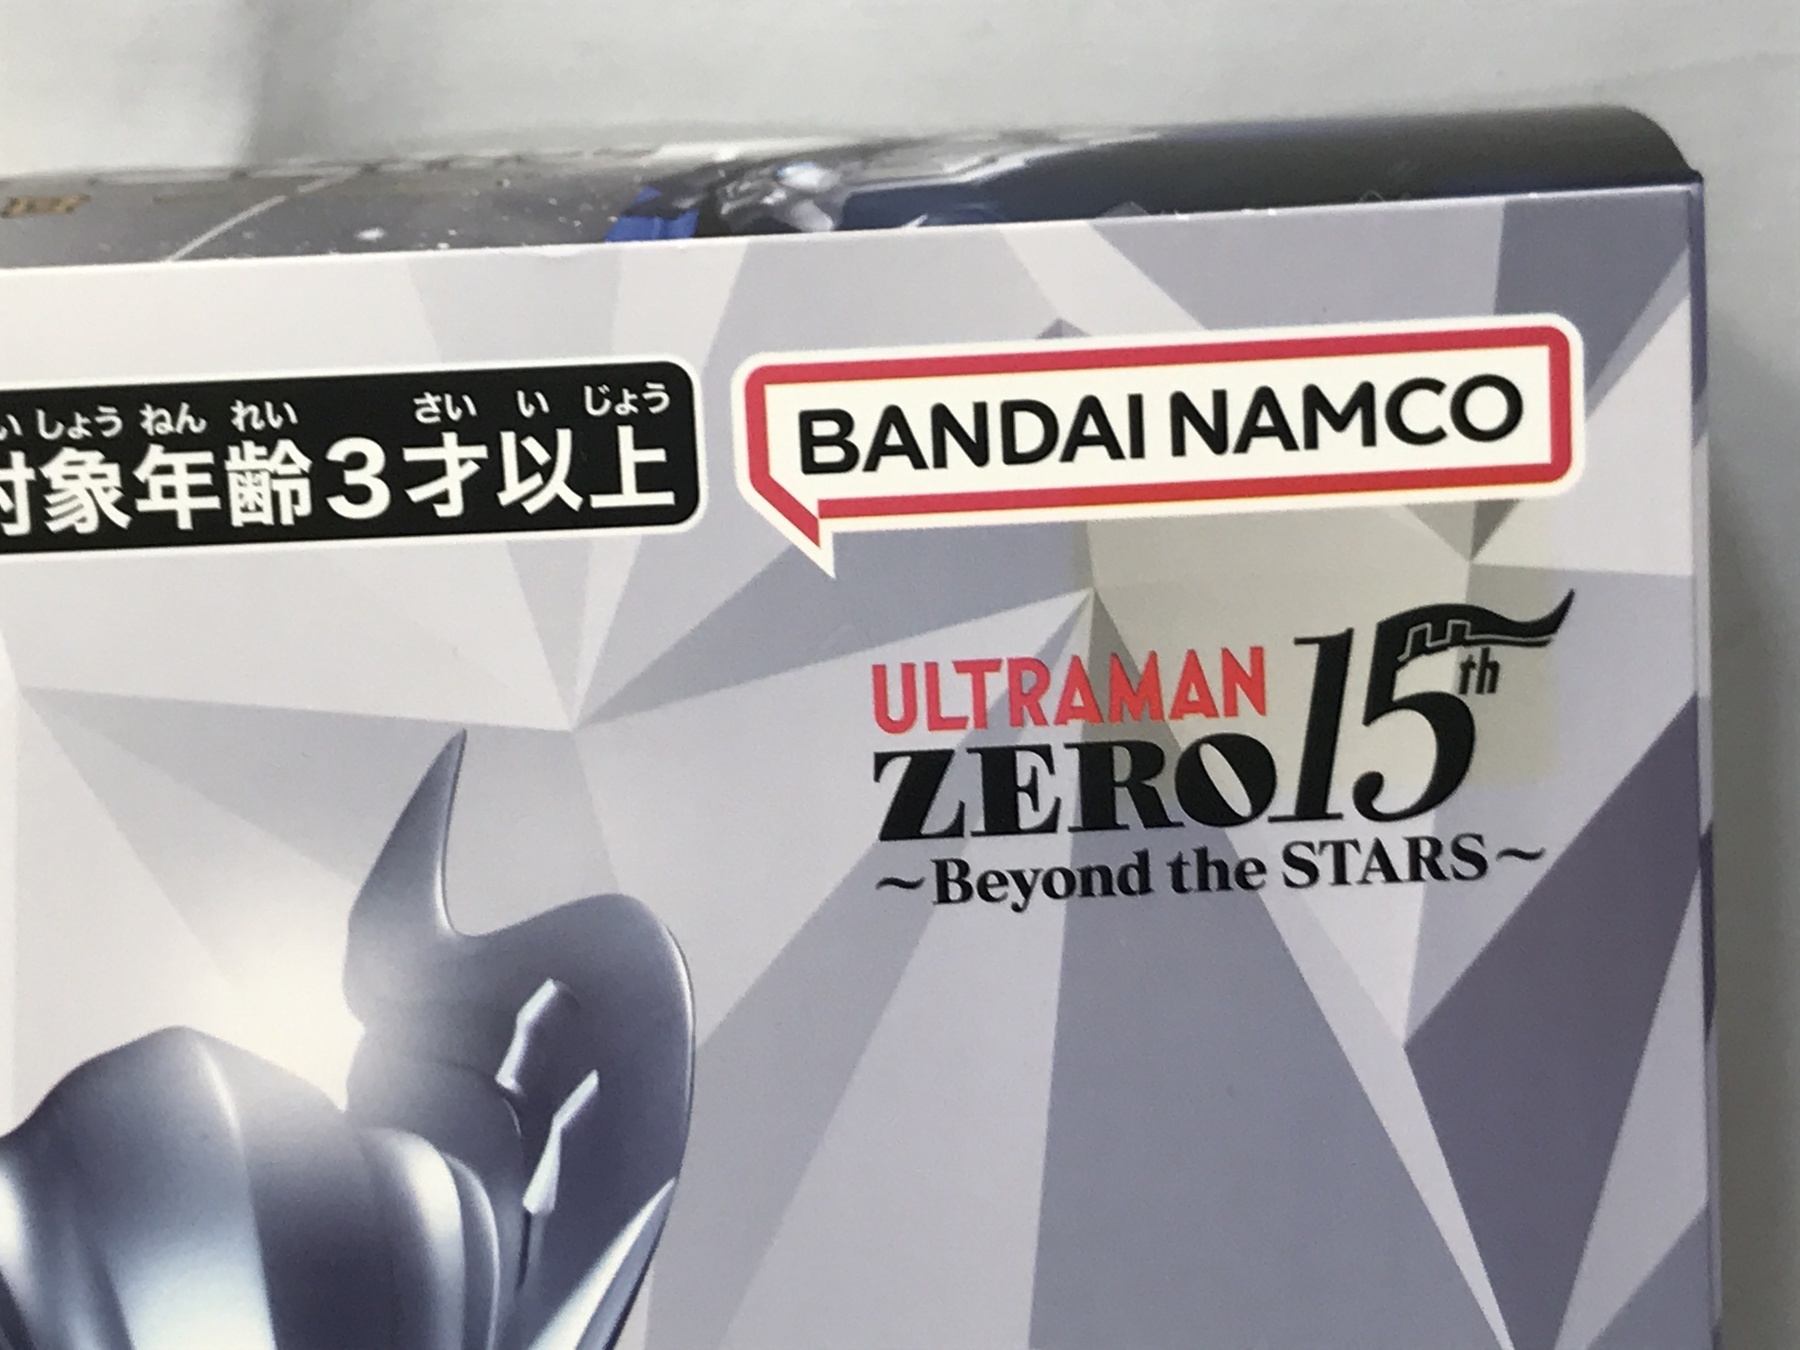 いしょう ねん れい さい い じょう
対象年齢3才以上
BANDAI NAMCO
ULTRAMAN
ZERO 15th
~Beyond the STARS~